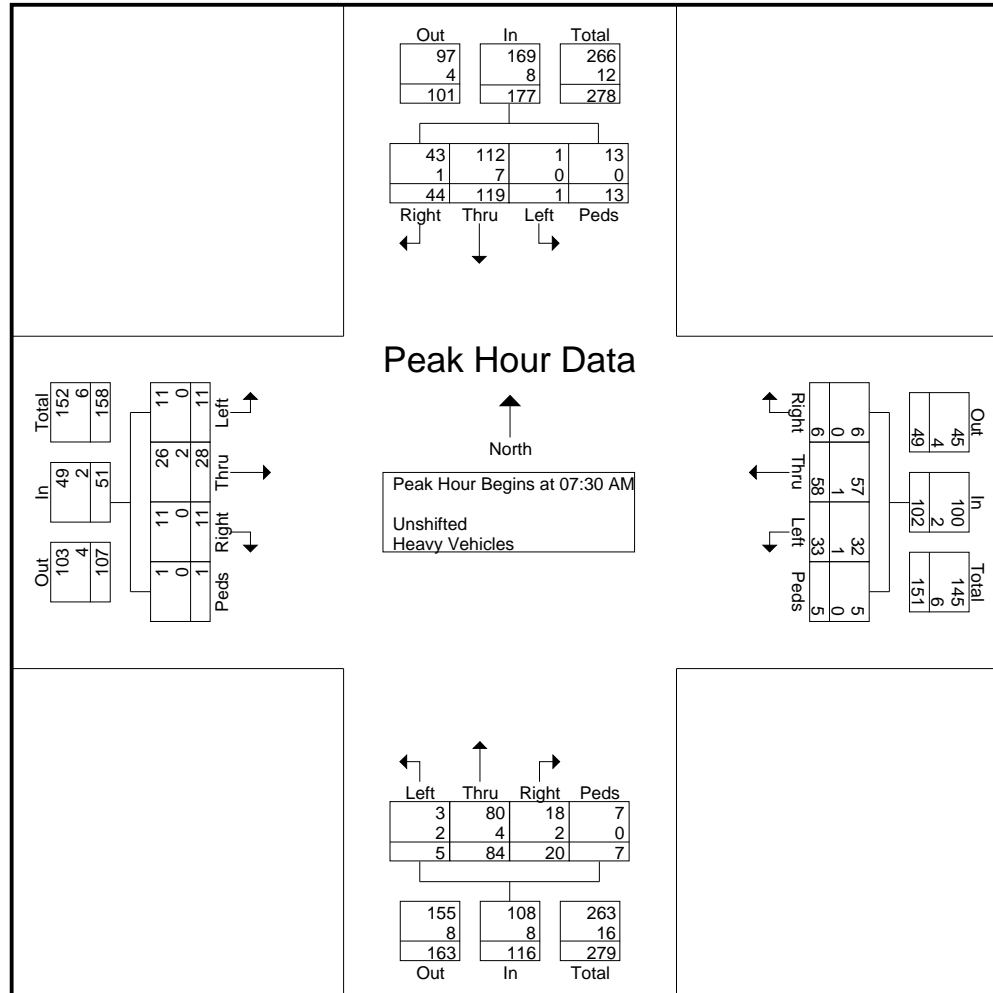 Out In Total
97 169 266
4 8 12
101 177 278
43 112 1 13
1 7 0 0
44 119 1 13
Right Thru Left Peds
Peak Hour Data
North
Peak Hour Begins at 07:30 AM
Unshifted
Heavy Vehicles
Total In Out
152 49 103
6 2 4
158 51 107
11 26 11 1
0 2 0 0
11 28 11 1
Left Thru Right Peds
Right Thru Left Peds
6 58 33 5
0 1 1 0
6 57 32 5
Out In Total
45 100 145
4 2 6
49 102 151
Left Thru Right Peds
3 80 18 7
2 4 2 0
5 84 20 7
155 108 263
8 8 16
163 116 279
Out In Total